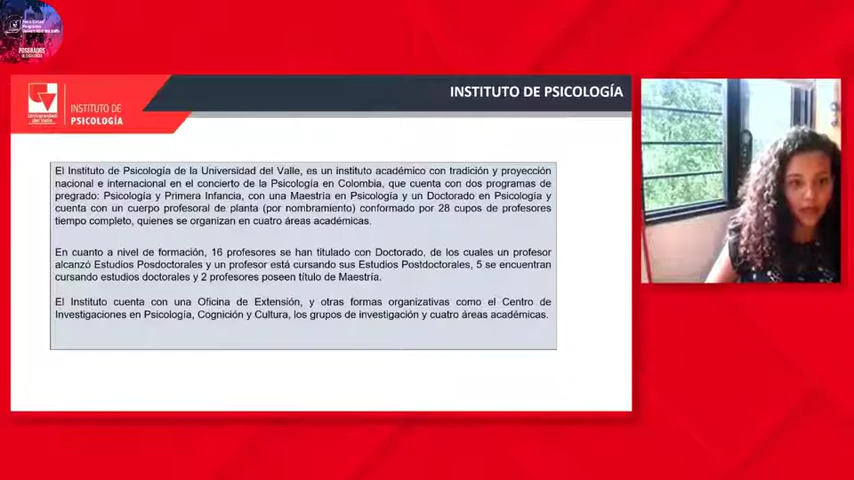 POSGRADOS
Universidad
del Valle
INSTITUTO DE
PSICOLOGÍA
INSTITUTO DE PSICOLOGÍA
El Instituto de Psicología de la Universidad del Valle, es un instituto académico con tradición y proyección
nacional e internacional en el concierto de la Psicología en Colombia, que cuenta con dos programas de
pregrado: Psicología y Primera Infancia, con una Maestría en Psicología y un Doctorado en Psicología y
cuenta con un cuerpo profesoral de planta (por nombramiento) conformado por 28 cupos de profesores
tiempo completo, quienes se organizan en cuatro áreas académicas.
En cuanto a nivel de formación, 16 profesores se han titulado con Doctorado, de los cuales un profesor
alcanzó Estudios Posdoctorales y un profesor está cursando sus Estudios Postdoctorales, 5 se encuentran
cursando estudios doctorales y 2 profesores poseen título de Maestría.
El Instituto cuenta con una Oficina de Extensión, y otras formas organizativas como el Centro de
Investigaciones en Psicología, Cognición y Cultura, los grupos de investigación y cuatro áreas académicas.